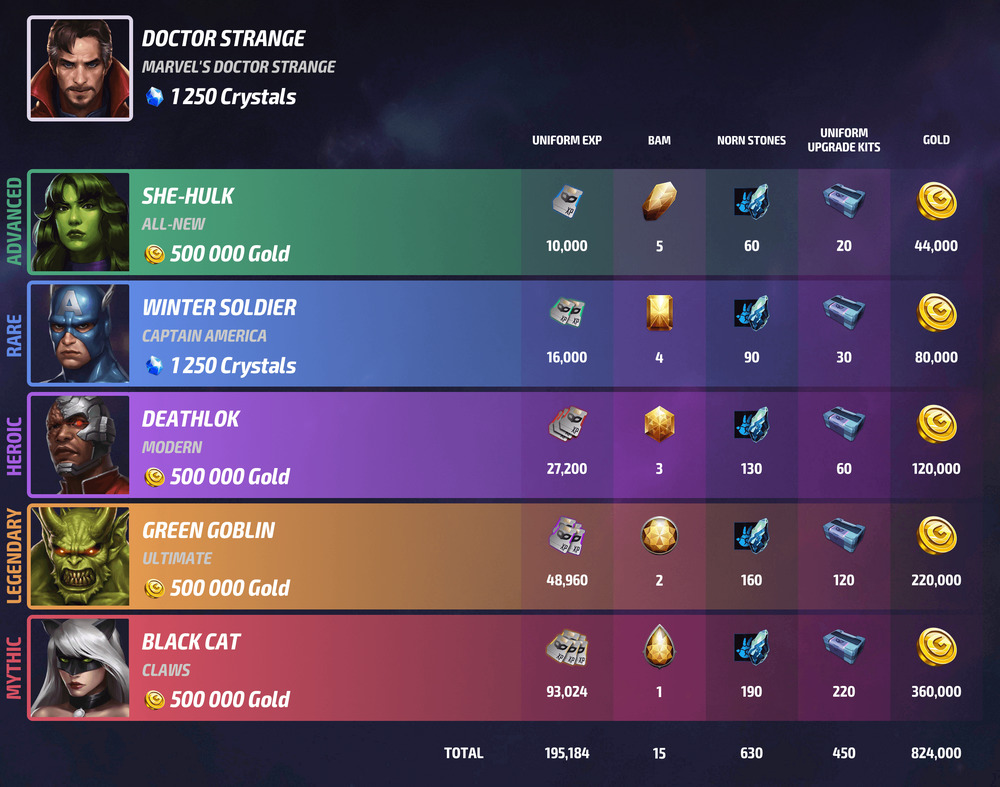 DOCTOR STRANGE
MARVEL'S DOCTOR STRANGE
1 250 Crystals
UNIFORM EXP
BAM
NORN STONES
UNIFORM
UPGRADE KITS
GOLD
ADVANCED
SHE-HULK
ALL-NEW
500 000 Gold
XP
10,000
5
60
20
44,000
RARE
A
WINTER SOLDIER
CAPTAIN AMERICA
1 250 Crystals
XP
16,000
4
90
30
80,000
HEROIC
DEATHLOK
MODERN
500 000 Gold
XP
27,200
3
130
60
120,000
LEGENDARY
GREEN GOBLIN
ULTIMATE
500 000 Gold
XP
48,960
2
160
120
220,000
MYTHIC
BLACK CAT
CLAWS
500 000 Gold
XP
93,024
1
190
220
360,000
TOTAL
195,184
15
630
450
824,000